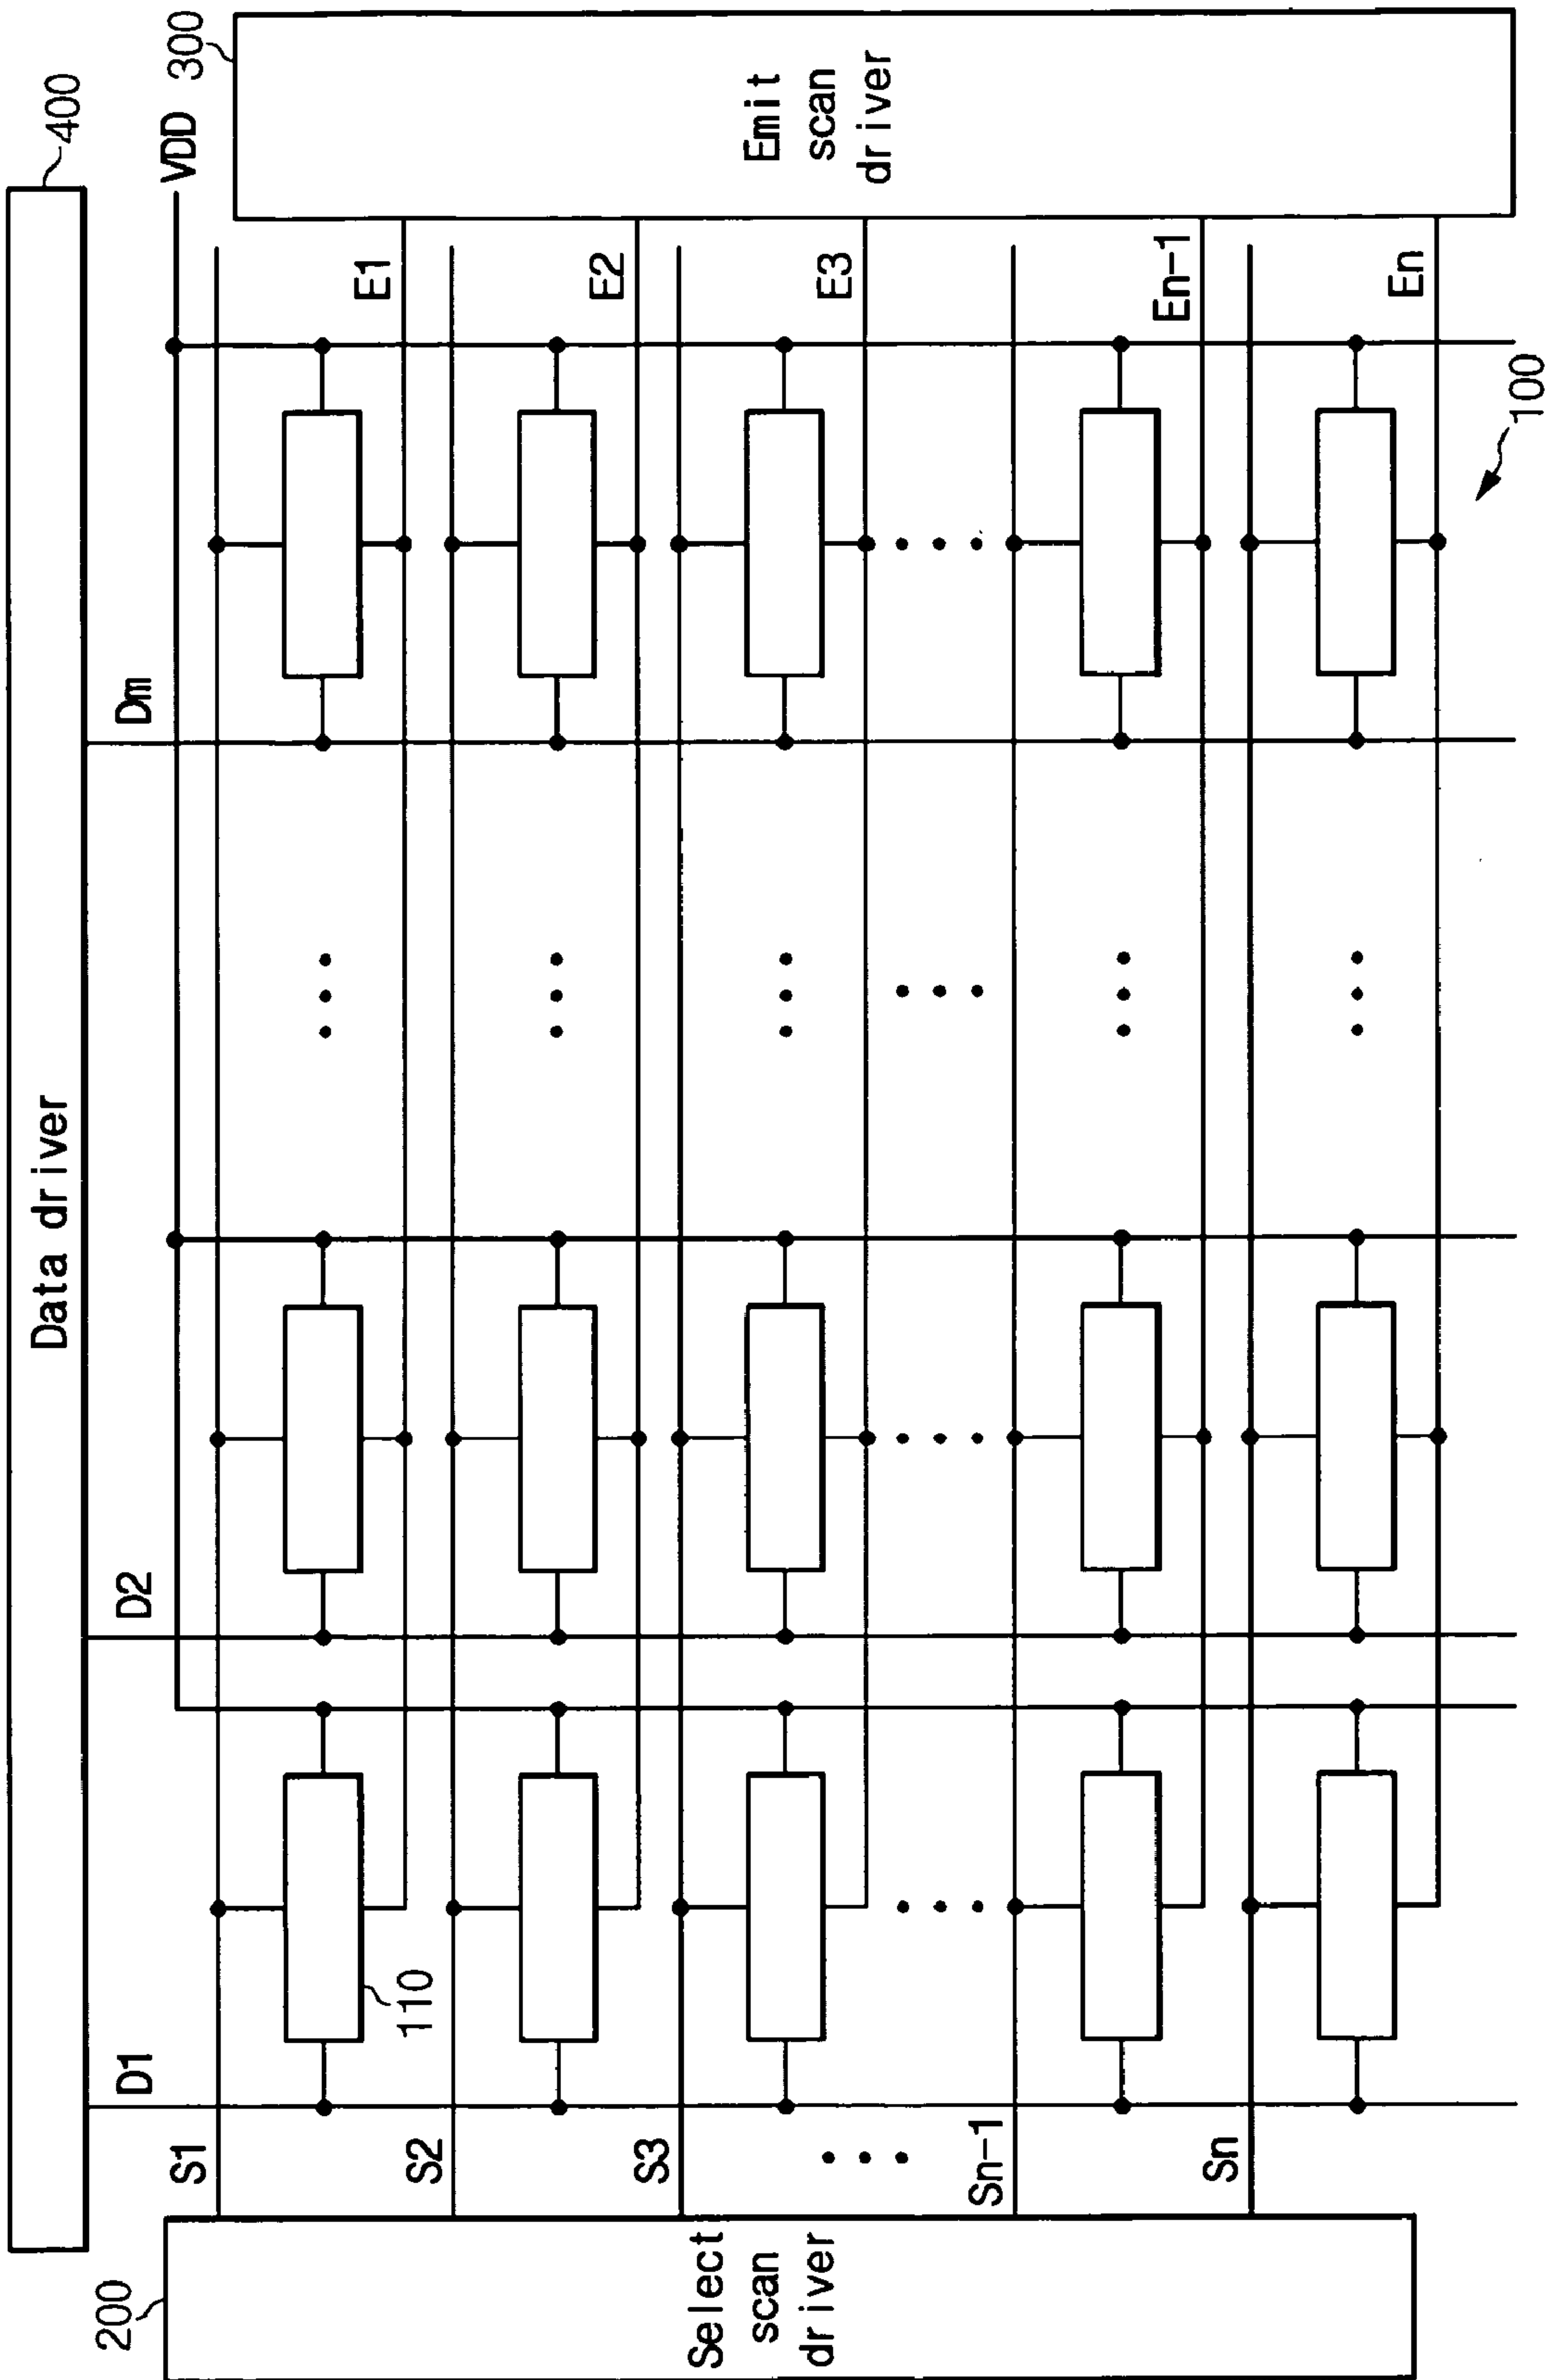 400
Data driver
VDD
300
D1
D2
Dm
200
S1
110
E1
S2
E2
S3
E3
Select
scan
driver
Emit
scan
driver
Sn-1
En-1
Sn
En
100